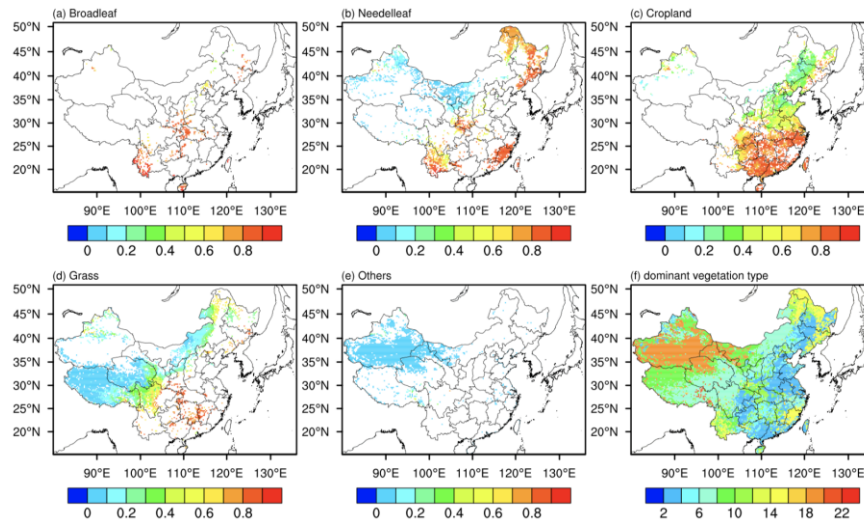 (a) Broadleaf
50°N
45°N
40°N
35°N
30°N
25°N
20°N
90°E 100°E 110°E 120°E 130°E
0 0.2 0.4 0.6 0.8
(b) Needelleaf
50°N
45°N
40°N
35°N
30°N
25°N
20°N
90°E 100°E 110°E 120°E 130°E
0 0.2 0.4 0.6 0.8
(c) Cropland
50°N
45°N
40°N
35°N
30°N
25°N
20°N
90°E 100°E 110°E 120°E 130°E
0 0.2 0.4 0.6 0.8
(d) Grass
50°N
45°N
40°N
35°N
30°N
25°N
20°N
90°E 100°E 110°E 120°E 130°E
0 0.2 0.4 0.6 0.8
(e) Others
50°N
45°N
40°N
35°N
30°N
25°N
20°N
90°E 100°E 110°E 120°E 130°E
0 0.2 0.4 0.6 0.8
(f) dominant vegetation type
50°N
45°N
40°N
35°N
30°N
25°N
20°N
90°E 100°E 110°E 120°E 130°E
2 6 10 14 18 22